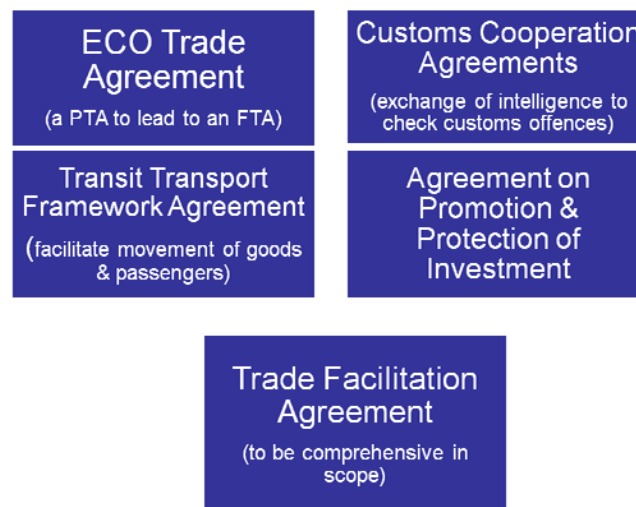 ECO Trade
Agreement
(a PTA to lead to an FTA)
Customs Cooperation
Agreements
(exchange of intelligence to
check customs offences)
Transit Transport
Framework Agreement
(facilitate movement of goods
& passengers)
Agreement on
Promotion &
Protection of
Investment
Trade Facilitation
Agreement
(to be comprehensive in
scope)